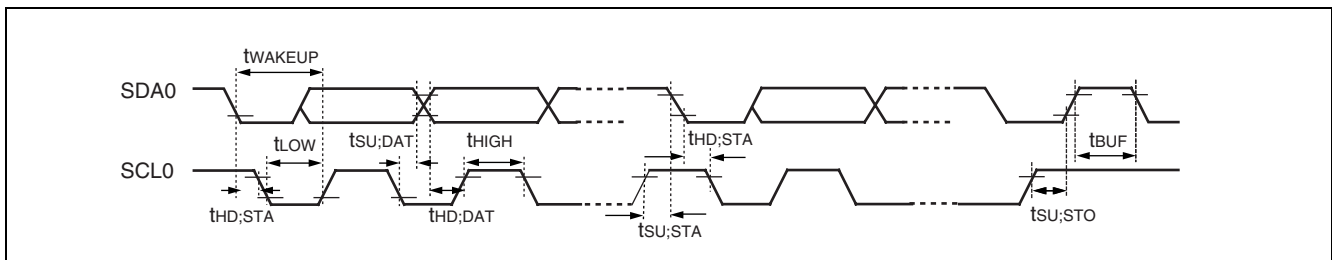 tWAKEUP
SDA0
tLOW
tSU;DAT
tHIGH
tHD;STA
tBUF
SCL0
tHD;STA
tHD;DAT
tSU;STA
tSU;STO